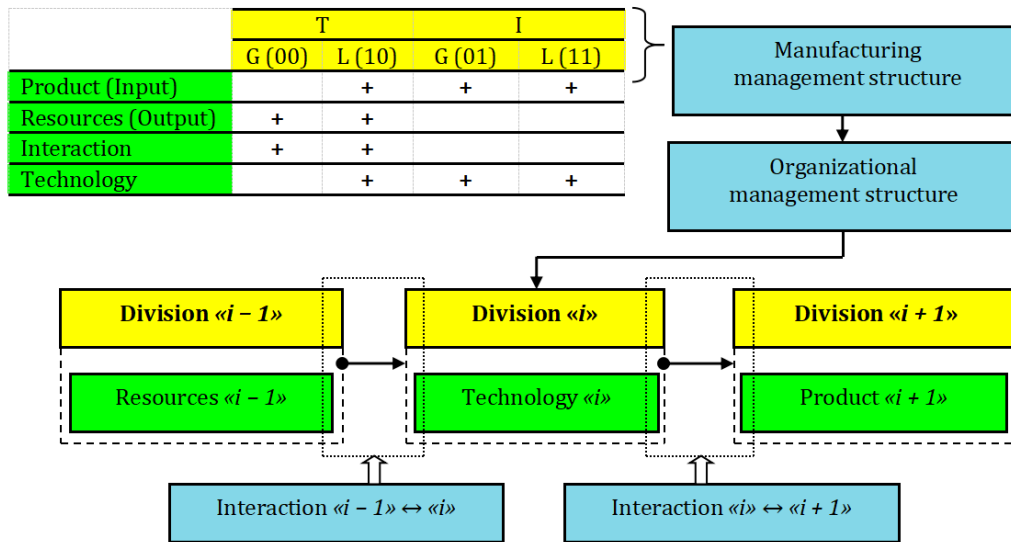 T I
G (00) L (10) G (01) L (11)
Product (Input) + + +
Resources (Output) + +
Interaction + +
Technology + + +
Manufacturing
management structure
Organizational
management structure
Division «i – 1» Division «i» Division «i + 1»
Resources «i – 1» Technology «i» Product «i + 1»
Interaction «i – 1» ↔ «i» Interaction «i» ↔ «i + 1»